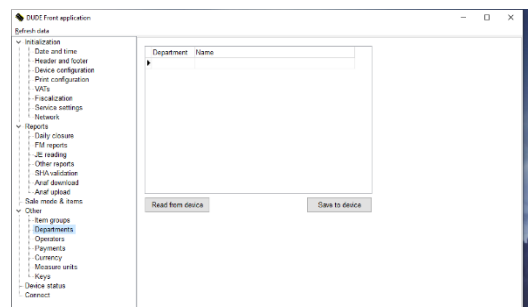 DUDE Front application
Refresh data
Initialization
Date and time
Header and footer
Device configuration
Print configuration
VATs
Fiscalization
Service settings
Network
Reports
Daily closure
FM reports
JE reading
Other reports
SHA validation
Anaf download
Anaf upload
Sale mode & items
Other
Item groups
Departments
Operators
Payments
Currency
Measure units
Keys
Device status
Connect
Department Name
Read from device Save to device